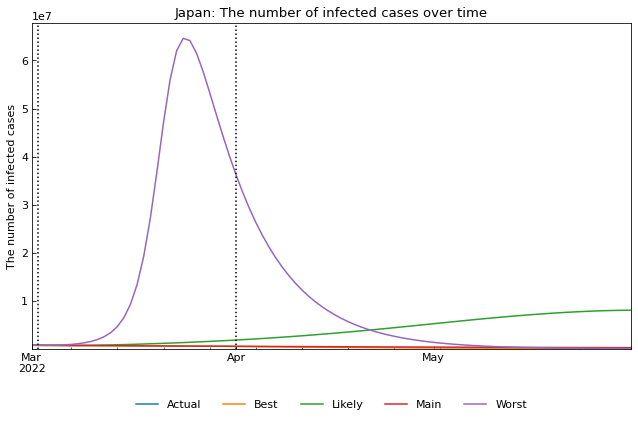 Japan: The number of infected cases over time
1e7
The number of infected cases
6
5
4
3
2
1
Mar Apr May
2022
Actual Best Likely Main Worst